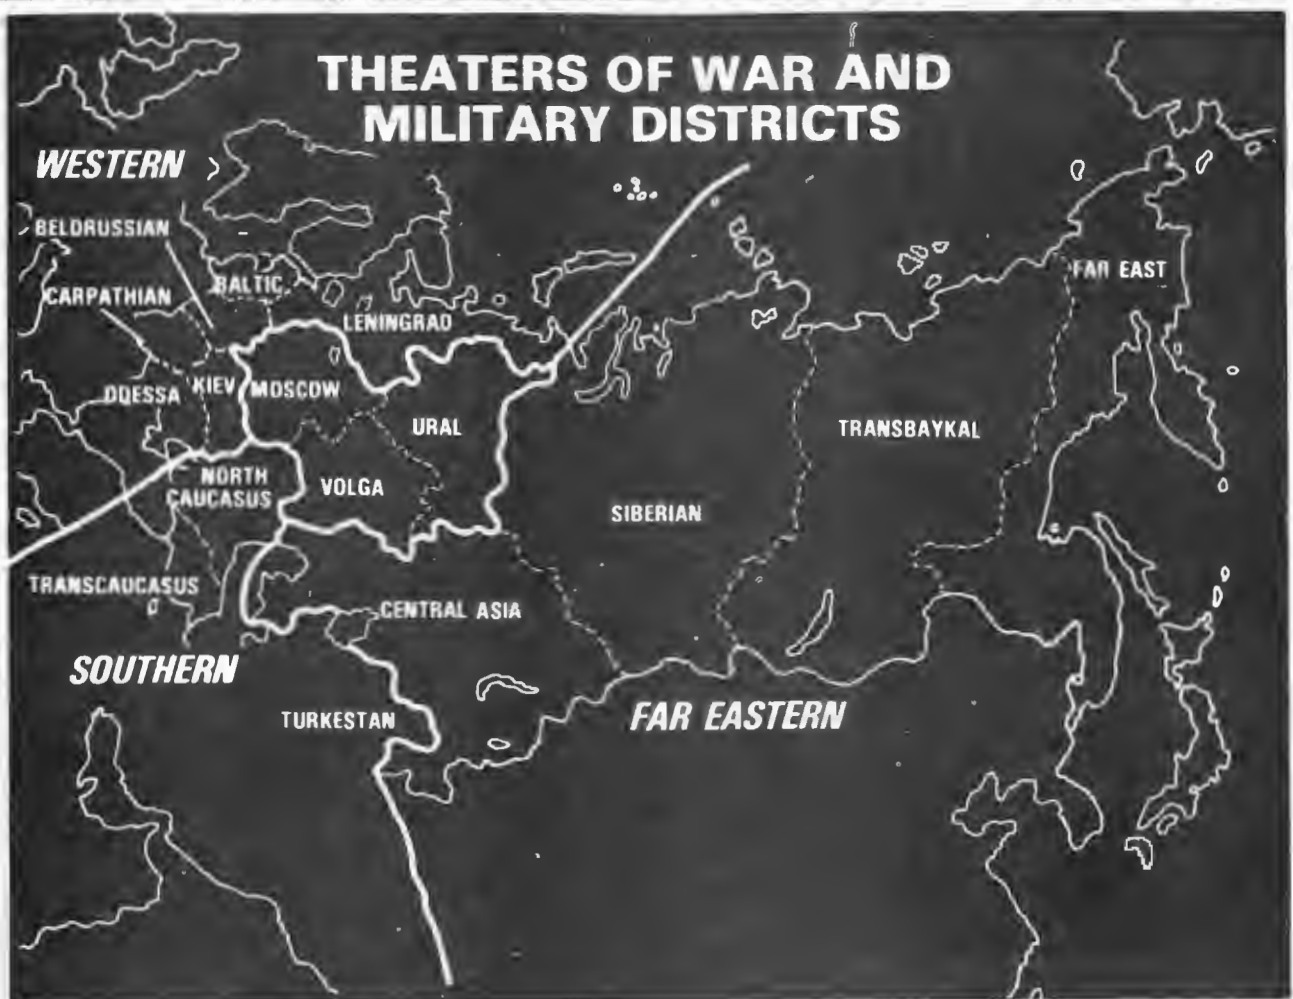 THEATERS OF WAR AND
MILITARY DISTRICTS
WESTERN
BELDRUSSIAN
BALTIC
CARPATHIAN
LENINGRAD
FAR EAST
ODESSA
KIEV
MOSCOW
URAL
TRANSBAYKAL
NORTH
CAUCASUS
VOLGA
SIBERIAN
TRANSCAUCASUS
CENTRAL ASIA
SOUTHERN
TURKESTAN
FAR EASTERN